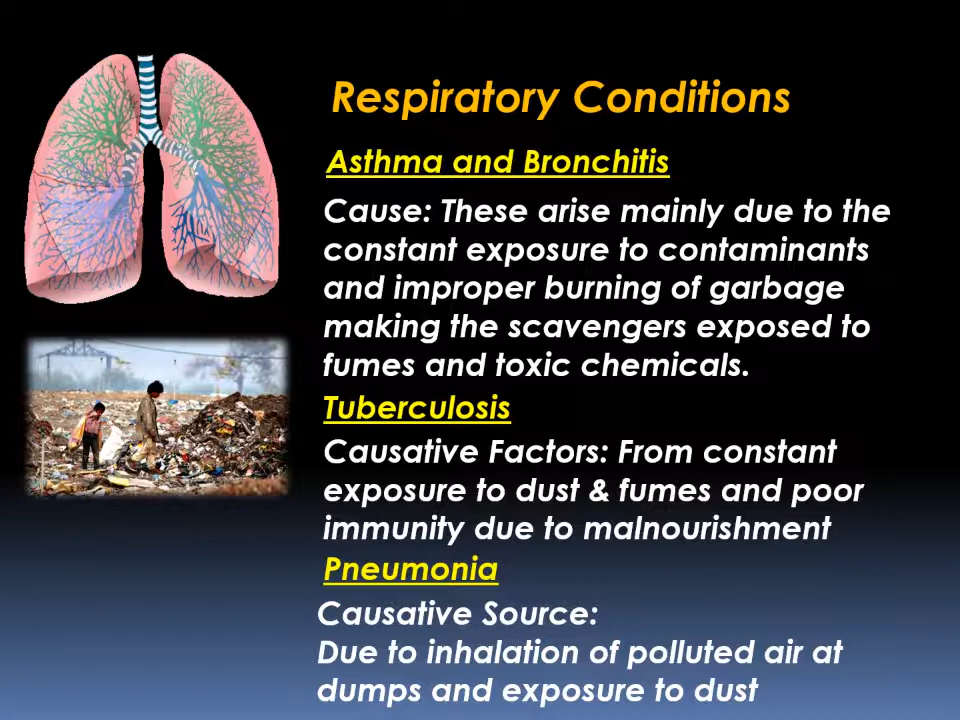 Respiratory Conditions
Asthma and Bronchitis
Cause: These arise mainly due to the
constant exposure to contaminants
and improper burning of garbage
making the scavengers exposed to
fumes and toxic chemicals.
Tuberculosis
Causative Factors: From constant
exposure to dust & fumes and poor
immunity due to malnourishment
Pneumonia
Causative Source:
Due to inhalation of polluted air at
dumps and exposure to dust